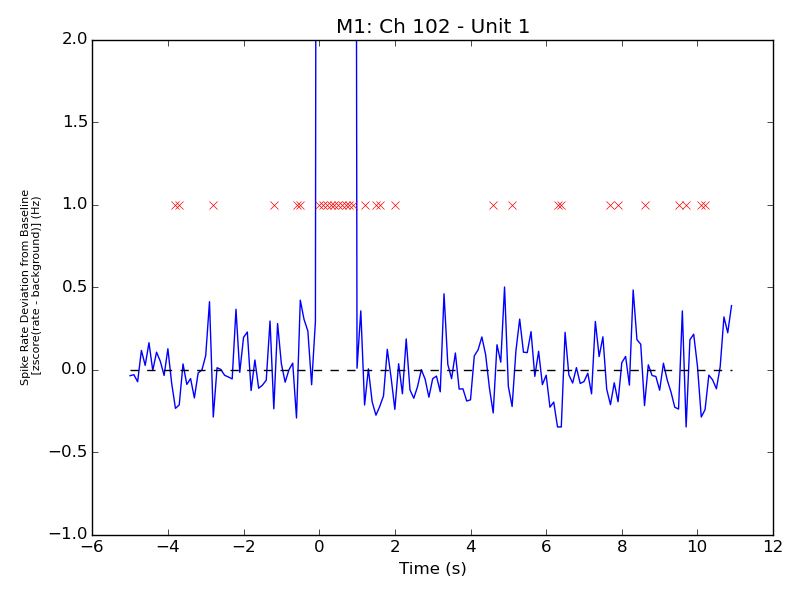 M1: Ch 102 - Unit 1
2.0
1.5
1.0
0.5
0.0
−0.5
−1.0
Spike Rate Deviation from Baseline
[zscore(rate - background)] (Hz)
−6 −4 −2 0 2 4 6 8 10 12
Time (s)